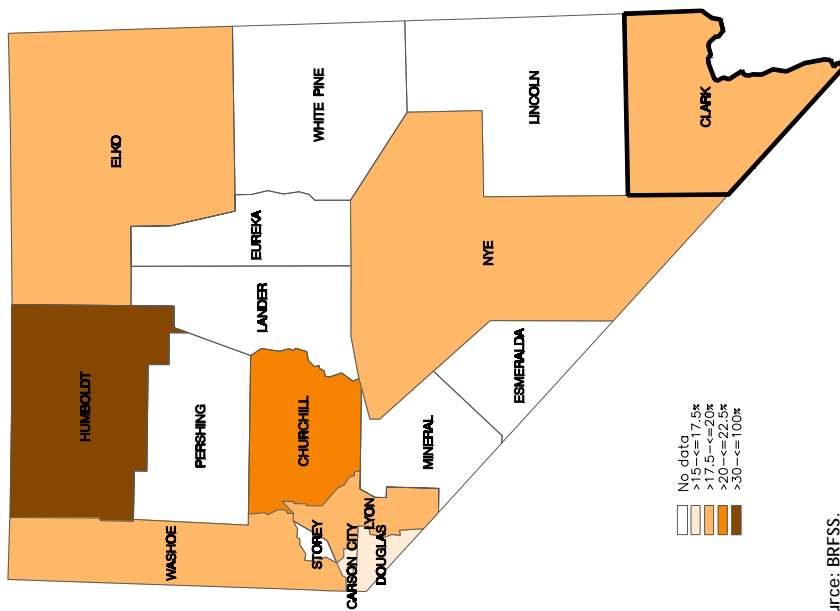 ELKO
WHITE PINE
LINCOLN
CLARK
EUREKA
NYE
LANDER
HUMBOLDT
PERSHING
CHURCHILL
ESMERALDA
MINERAL
WASHOE
STOREY
LYON
CARSON CITY
DOUGLAS
No data
>15-<=17.5%
>17.5-<=20%
>20-<=22.5%
>30-<=100%
urce: BRFSS.